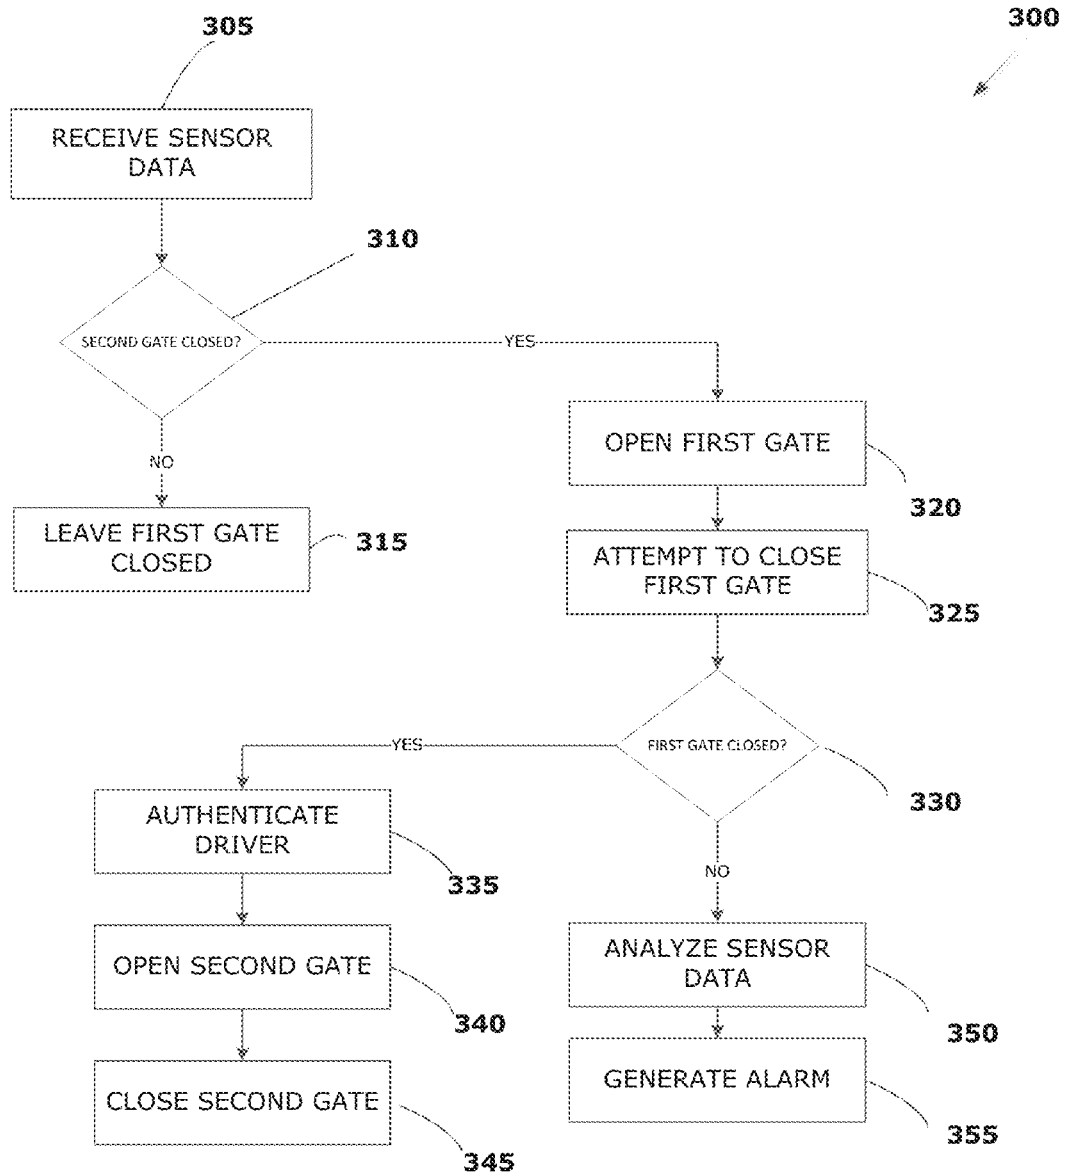 305
300
RECEIVE SENSOR
DATA
310
SECOND GATE CLOSED?
YES
NO
OPEN FIRST GATE
320
LEAVE FIRST GATE
CLOSED
315
ATTEMPT TO CLOSE
FIRST GATE
325
FIRST GATE CLOSED?
YES
330
NO
AUTHENTICATE
DRIVER
335
OPEN SECOND GATE
340
ANALYZE SENSOR
DATA
350
CLOSE SECOND GATE
345
GENERATE ALARM
355